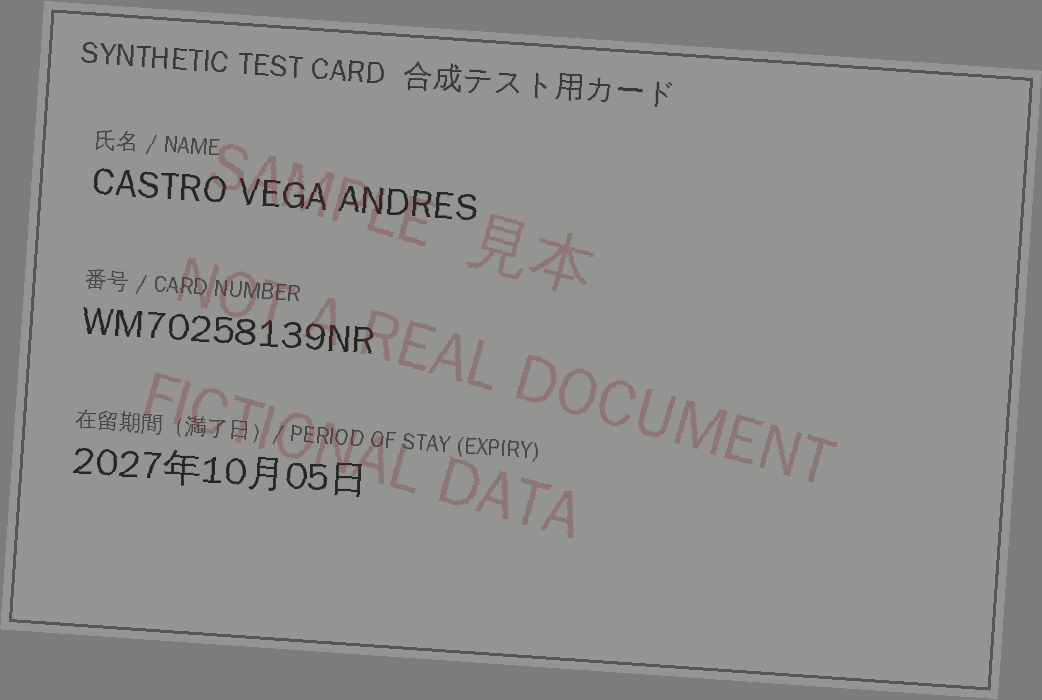 SYNTHETIC TEST CARD 合成テスト用カード
氏名 / NAME
CASTRO VEGA ANDRES
番号 / CARD NUMBER
WM70258139NR
在留期間（満了日）/ PERIOD OF STAY (EXPIRY)
2027年10月05日
SAMPLE 見本
NOT A REAL DOCUMENT
FICTIONAL DATA